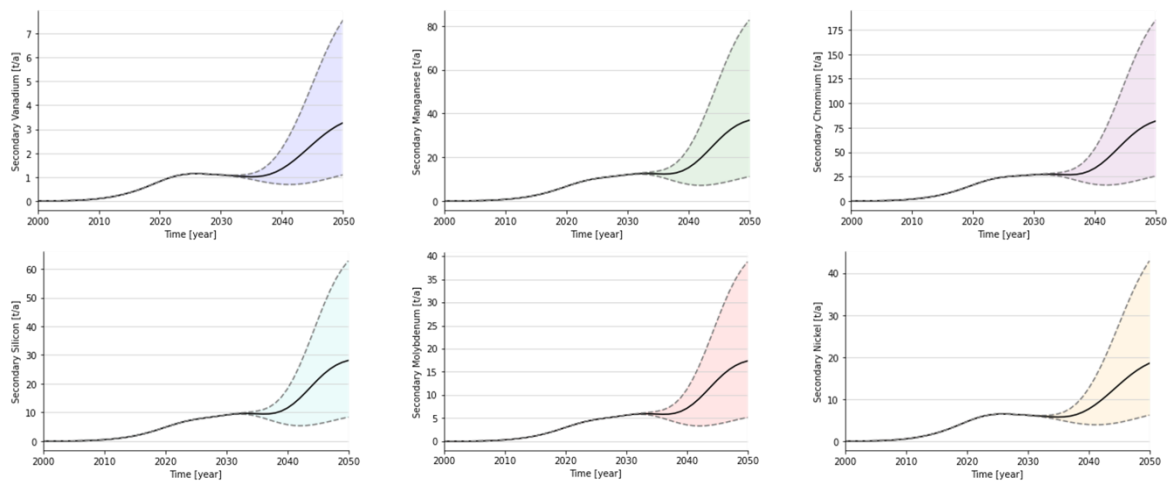 Secondary Vanadium [t/a]
7
6
5
4
3
2
1
0
2000 2010 2020 2030 2040 2050
Time [year]
Secondary Manganese [t/a]
80
60
40
20
0
2000 2010 2020 2030 2040 2050
Time [year]
Secondary Chromium [t/a]
175
150
125
100
75
50
25
0
2000 2010 2020 2030 2040 2050
Time [year]
Secondary Silicon [t/a]
60
50
40
30
20
10
0
2000 2010 2020 2030 2040 2050
Time [year]
Secondary Molybdenum [t/a]
40
35
30
25
20
15
10
5
0
2000 2010 2020 2030 2040 2050
Time [year]
Secondary Nickel [t/a]
40
30
20
10
0
2000 2010 2020 2030 2040 2050
Time [year]